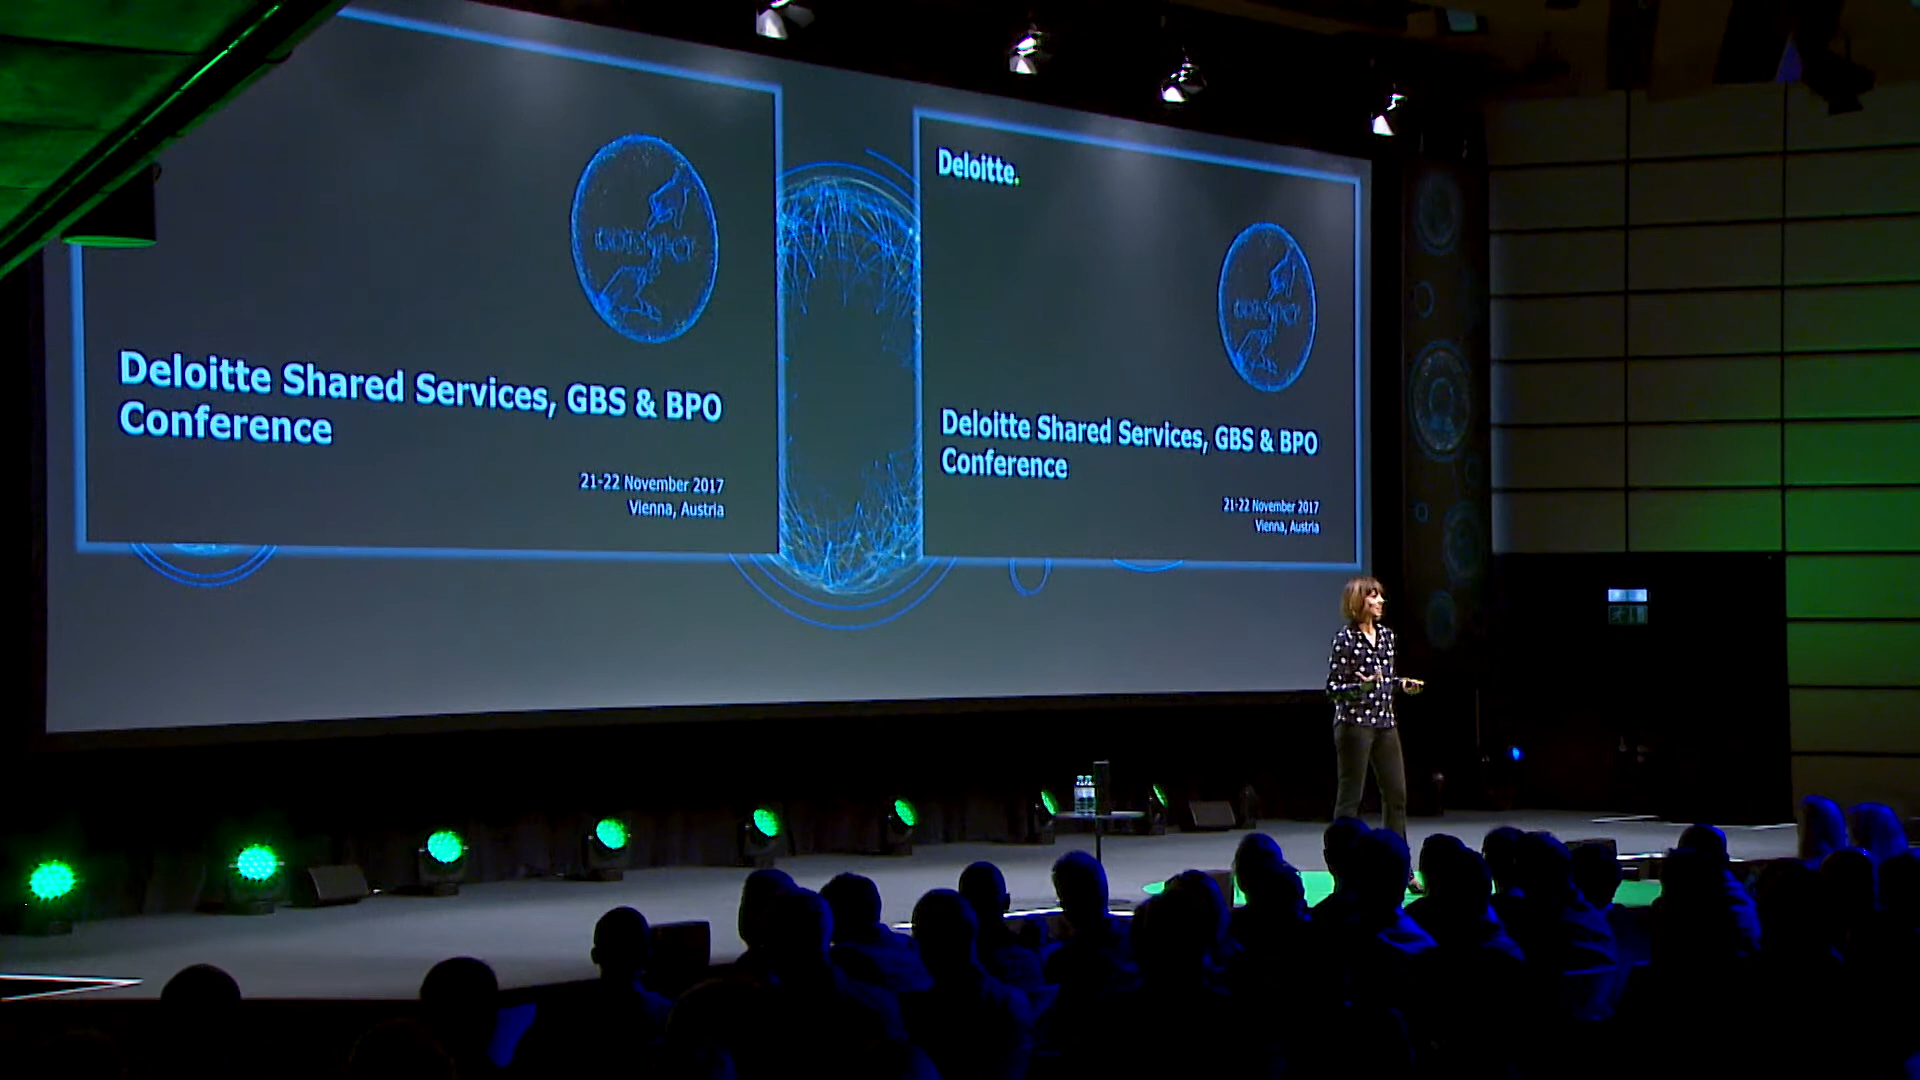 Deloitte Shared Services, GBS & BPO
Conference
21-22 November 2017
Vienna, Austria
Deloitte.
Deloitte Shared Services, GBS & BPO
Conference
21-22 November 2017
Vienna, Austria